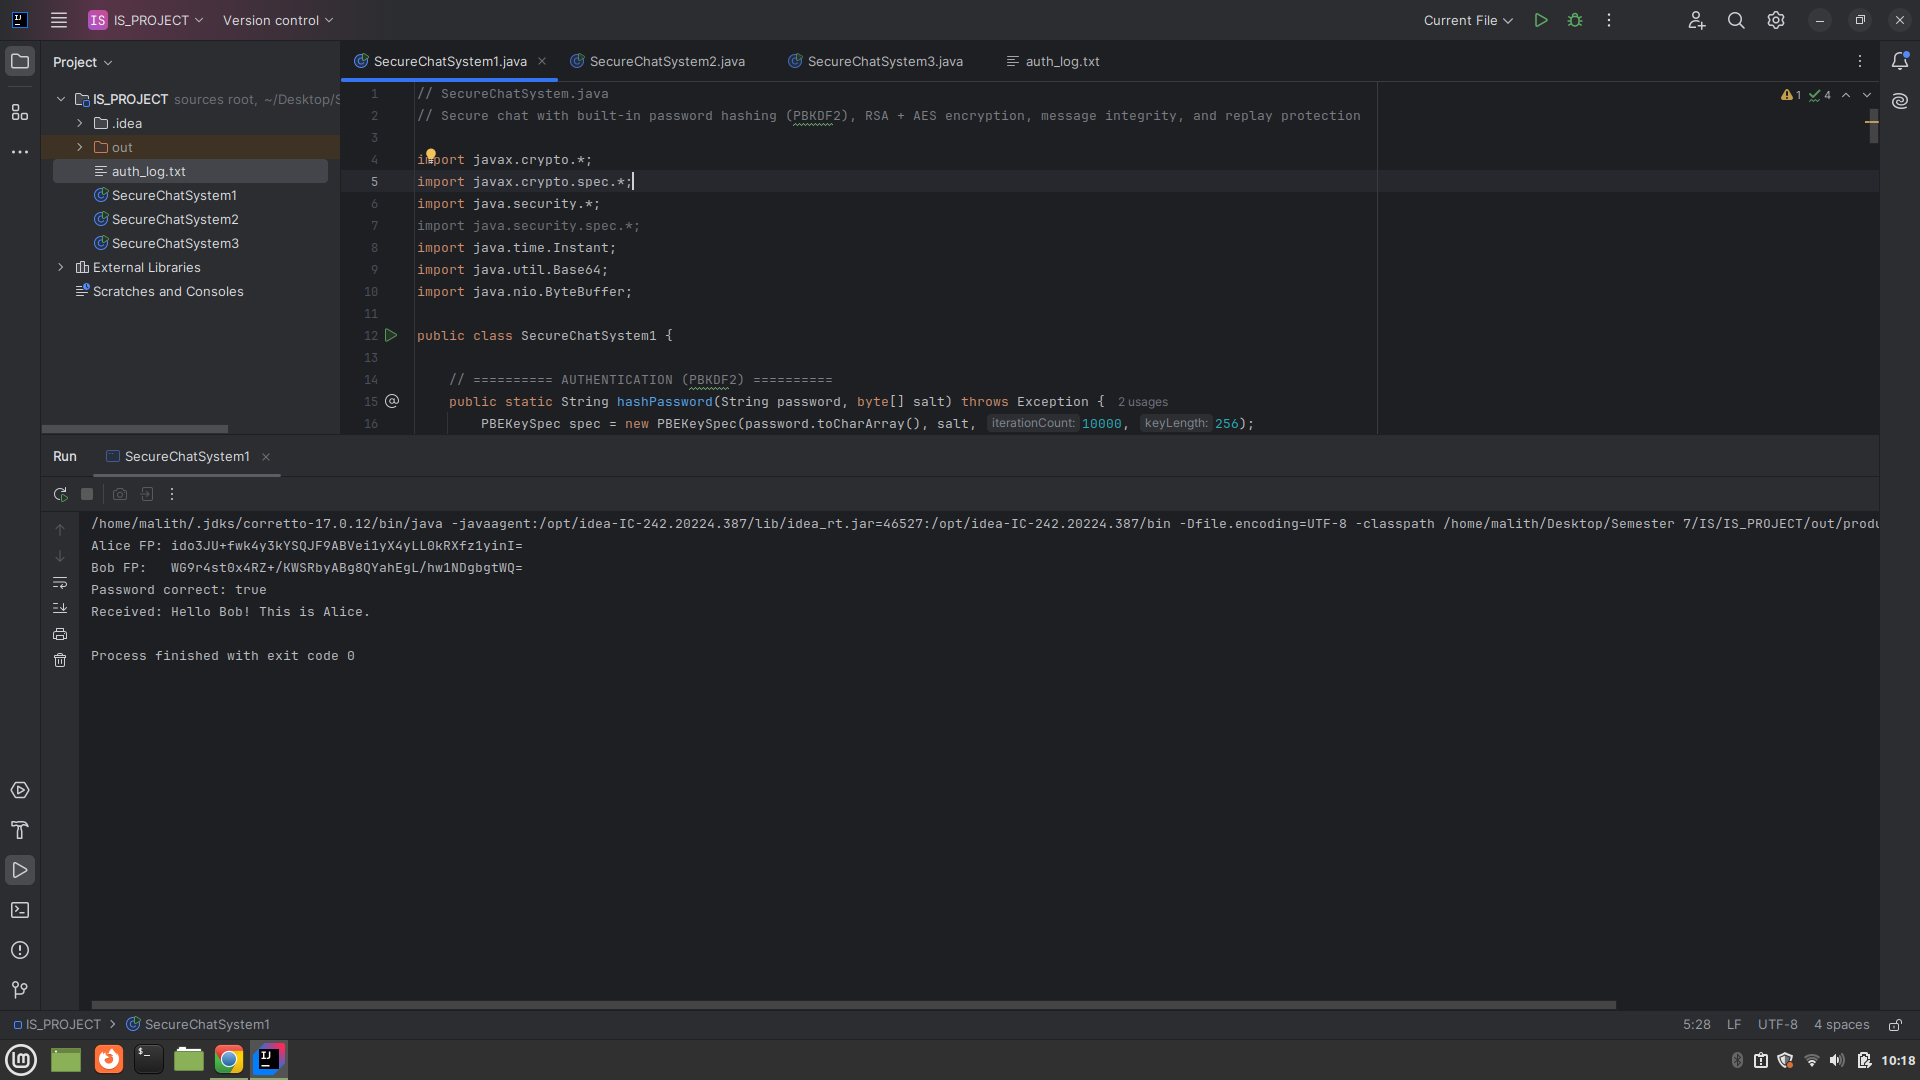 IS IS_PROJECT Version control Current File
Project
SecureChatSystem1.java SecureChatSystem2.java SecureChatSystem3.java auth_log.txt
IS_PROJECT sources root, ~/Desktop/S
.idea
out
auth_log.txt
SecureChatSystem1
SecureChatSystem2
SecureChatSystem3
External Libraries
Scratches and Consoles
1 // SecureChatSystem.java
2 // Secure chat with built-in password hashing (PBKDF2), RSA + AES encryption, message integrity, and replay protection
3
4 import javax.crypto.*;
5 import javax.crypto.spec.*;
6 import java.security.*;
7 import java.security.spec.*;
8 import java.time.Instant;
9 import java.util.Base64;
10 import java.nio.ByteBuffer;
11
12 public class SecureChatSystem1 {
13
14 // ========== AUTHENTICATION (PBKDF2) ==========
15 public static String hashPassword(String password, byte[] salt) throws Exception { 2 usages
16 PBEKeySpec spec = new PBEKeySpec(password.toCharArray(), salt, iterationCount: 10000, keyLength: 256);
1 4
Run SecureChatSystem1
/home/malith/.jdks/corretto-17.0.12/bin/java -javaagent:/opt/idea-IC-242.20224.387/lib/idea_rt.jar=46527:/opt/idea-IC-242.20224.387/bin -Dfile.encoding=UTF-8 -classpath /home/malith/Desktop/Semester 7/IS/IS_PROJECT/out/produ
Alice FP: ido3JU+fwk4y3kYSQJF9ABVei1yX4yLL0kRXfz1yinI=
Bob FP:   WG9r4st0x4RZ+/KWSRbyABg8QYahEgL/hw1NDgbgtWQ=
Password correct: true
Received: Hello Bob! This is Alice.
Process finished with exit code 0
IS_PROJECT SecureChatSystem1 5:28 LF UTF-8 4 spaces
10:18